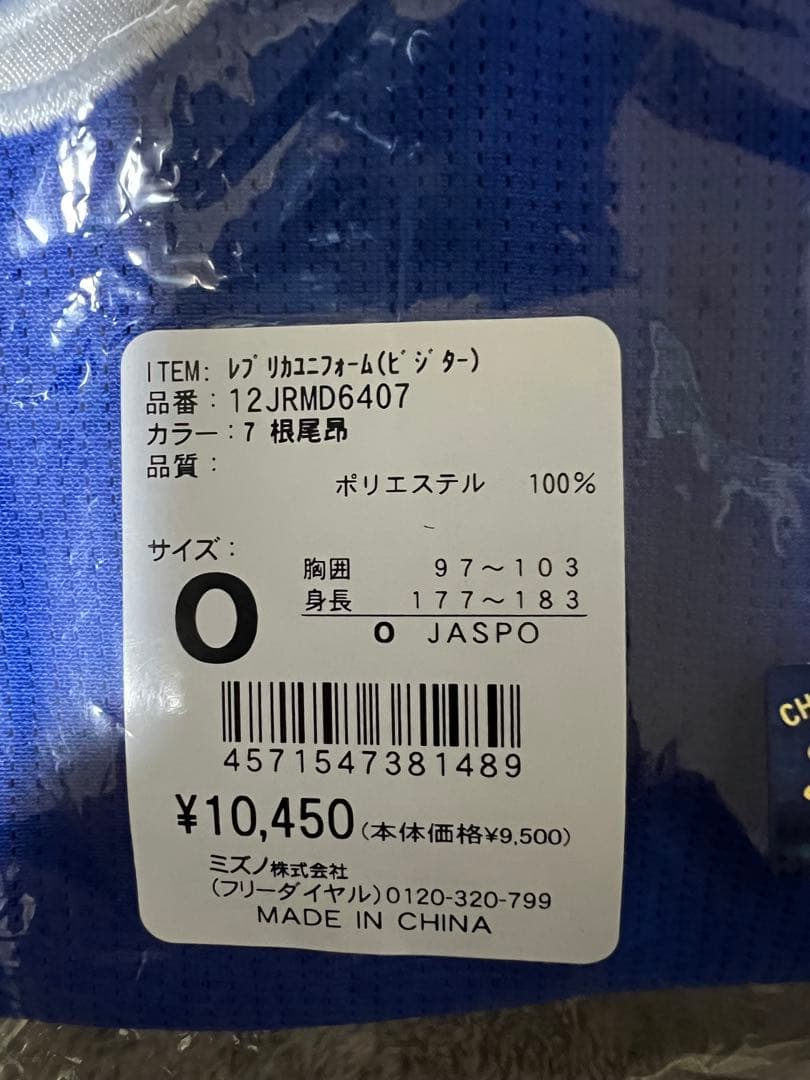 ITEM: ﾚﾌﾟﾘｶﾕﾆﾌｫｰﾑ(ﾋﾞｼﾞﾀｰ)
品番：12JRMD6407
カラー：7 根尾昂
品質：
ポリエステル 100%
サイズ：
O
胸囲 97～103
身長 177～183
O JASPO
4571547381489
¥10,450(本体価格¥9,500)
ミズノ株式会社
(フリーダイヤル)0120-320-799
MADE IN CHINA
CH